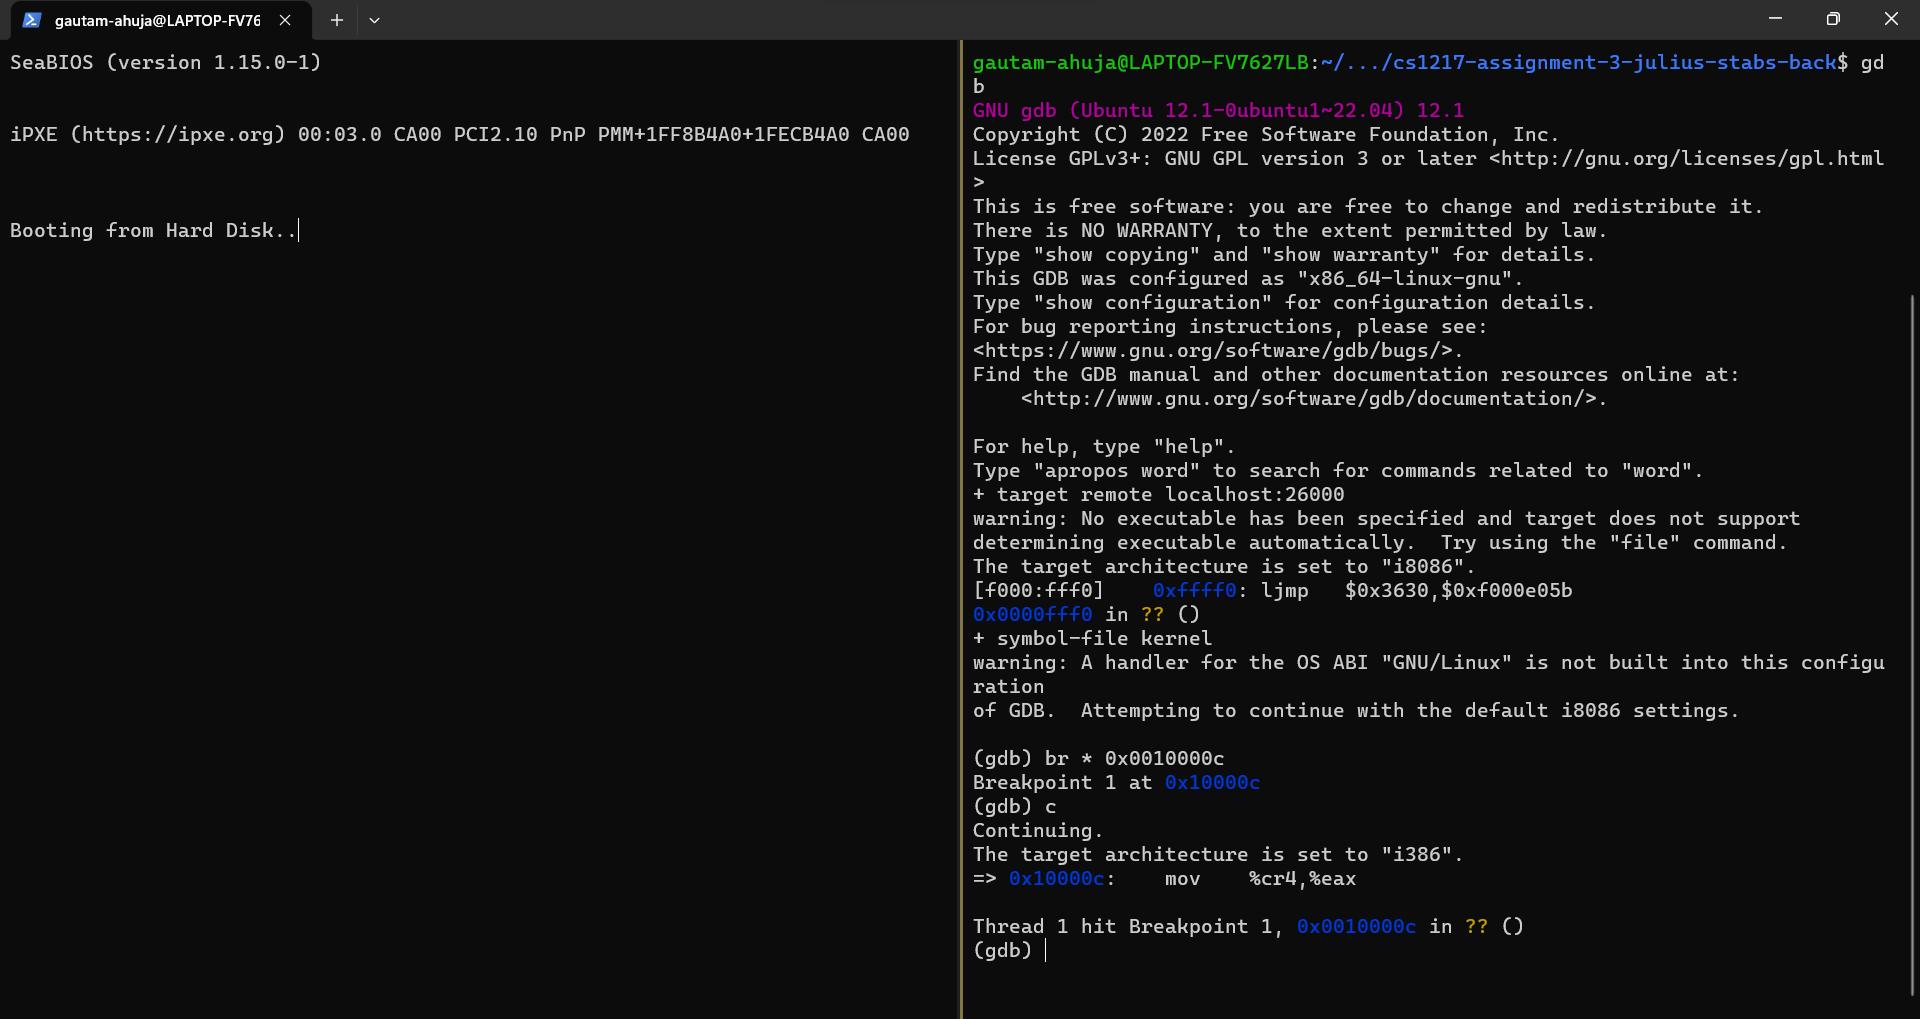 gautam-ahuja@LAPTOP-FV76
SeaBIOS (version 1.15.0-1)
iPXE (https://ipxe.org) 00:03.0 CA00 PCI2.10 PnP PMM+1FF8B4A0+1FECB4A0 CA00
Booting from Hard Disk..
gautam-ahuja@LAPTOP-FV7627LB:~/.../cs1217-assignment-3-julius-stabs-back$ gd
b
GNU gdb (Ubuntu 12.1-0ubuntu1~22.04) 12.1
Copyright (C) 2022 Free Software Foundation, Inc.
License GPLv3+: GNU GPL version 3 or later <http://gnu.org/licenses/gpl.html
>
This is free software: you are free to change and redistribute it.
There is NO WARRANTY, to the extent permitted by law.
Type "show copying" and "show warranty" for details.
This GDB was configured as "x86_64-linux-gnu".
Type "show configuration" for configuration details.
For bug reporting instructions, please see:
<https://www.gnu.org/software/gdb/bugs/>.
Find the GDB manual and other documentation resources online at:
    <http://www.gnu.org/software/gdb/documentation/>.
For help, type "help".
Type "apropos word" to search for commands related to "word".
+ target remote localhost:26000
warning: No executable has been specified and target does not support
determining executable automatically.  Try using the "file" command.
The target architecture is set to "i8086".
[f000:fff0]    0xffff0: ljmp   $0x3630,$0xf000e05b
0x0000fff0 in ?? ()
+ symbol-file kernel
warning: A handler for the OS ABI "GNU/Linux" is not built into this configu
ration
of GDB.  Attempting to continue with the default i8086 settings.
(gdb) br * 0x0010000c
Breakpoint 1 at 0x10000c
(gdb) c
Continuing.
The target architecture is set to "i386".
=> 0x10000c:    mov    %cr4,%eax
Thread 1 hit Breakpoint 1, 0x0010000c in ?? ()
(gdb)